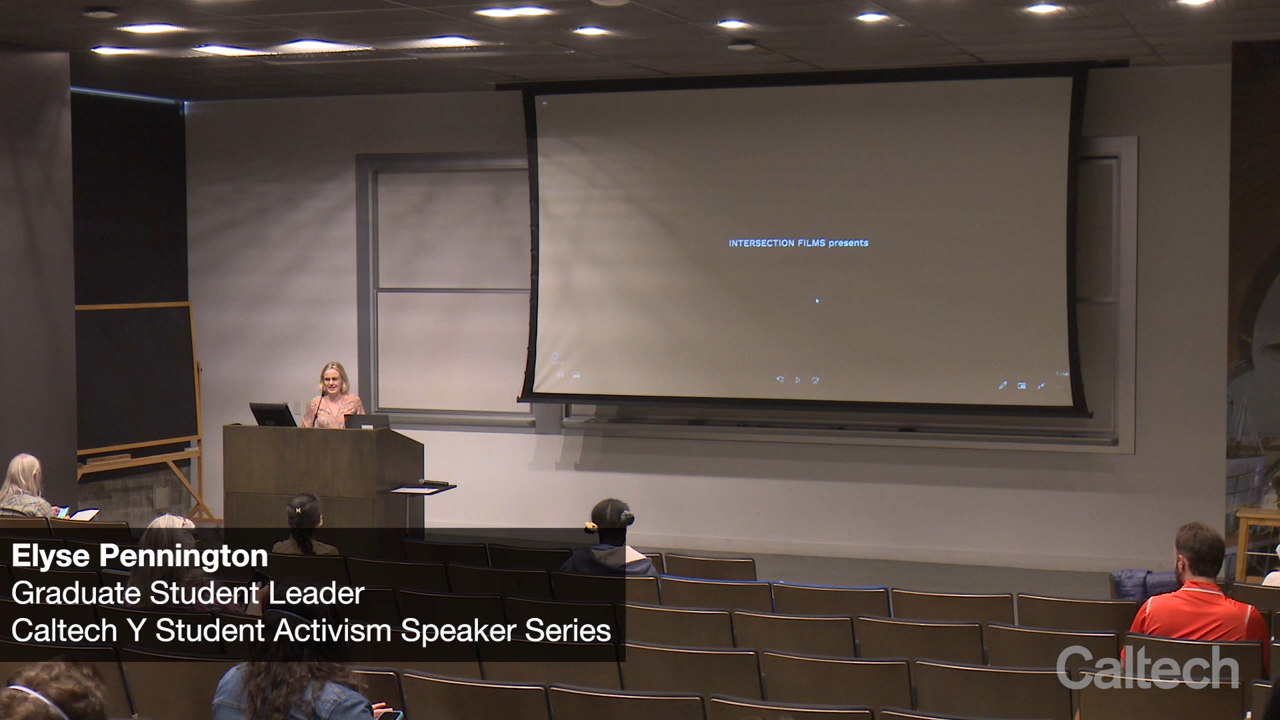 INTERSECTION FILMS presents
Elyse Pennington
Graduate Student Leader
Caltech Y Student Activism Speaker Series
Caltech